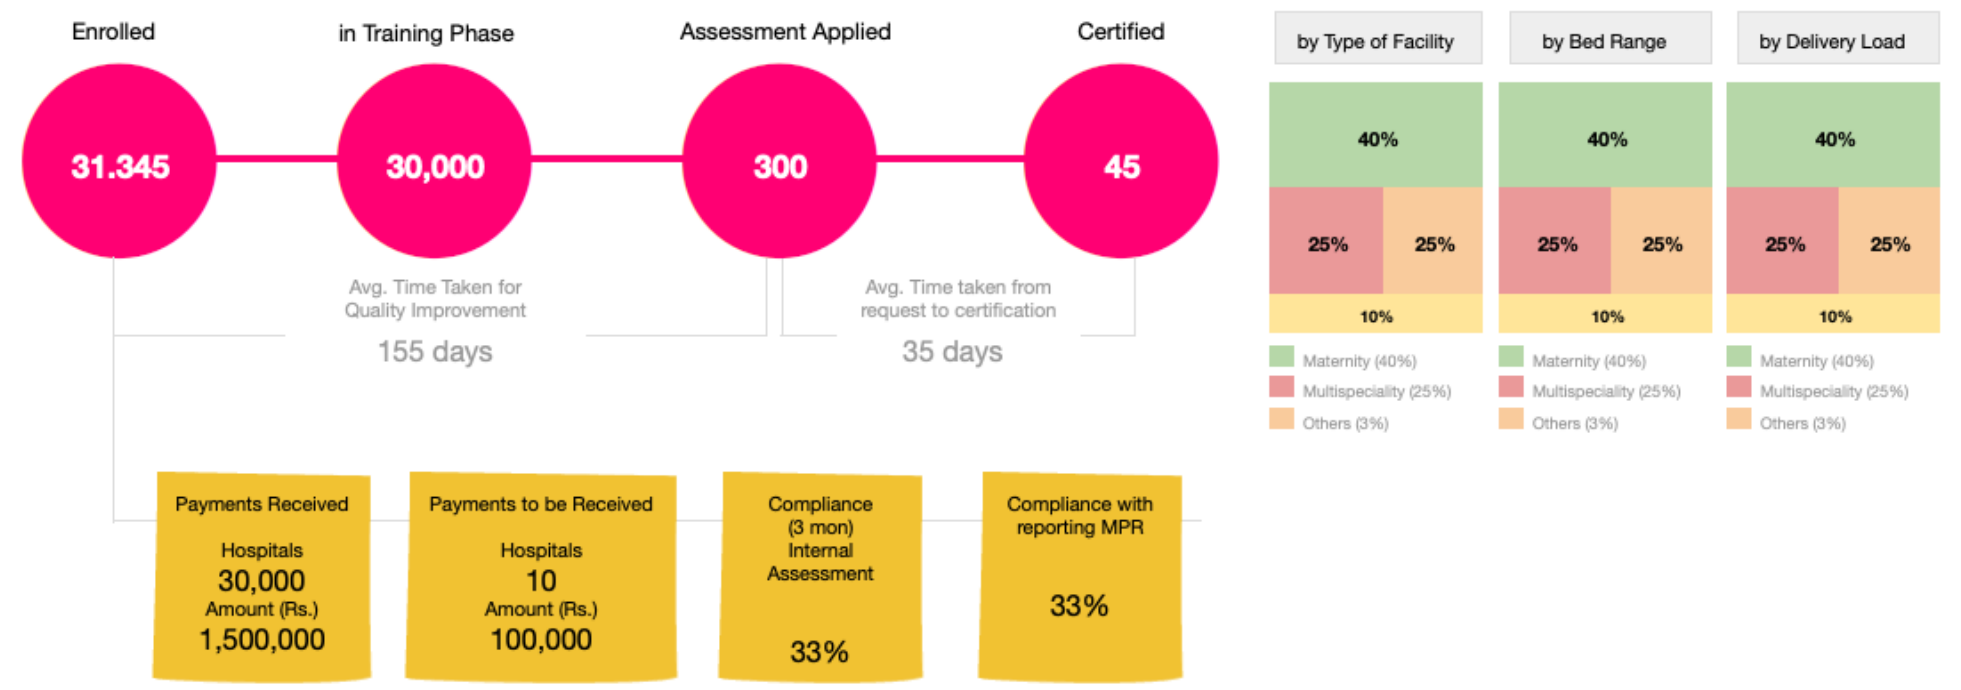 Enrolled
in Training Phase
Assessment Applied
Certified
31.345
30,000
300
45
Avg. Time Taken for
Quality Improvement
155 days
Avg. Time taken from
request to certification
35 days
Payments Received
Hospitals
30,000
Amount (Rs.)
1,500,000
Payments to be Received
Hospitals
10
Amount (Rs.)
100,000
Compliance
(3 mon)
Internal
Assessment
33%
Compliance with
reporting MPR
33%
by Type of Facility
40%
25%
25%
10%
Maternity (40%)
Multispeciality (25%)
Others (3%)
by Bed Range
40%
25%
25%
10%
Maternity (40%)
Multispeciality (25%)
Others (3%)
by Delivery Load
40%
25%
25%
10%
Maternity (40%)
Multispeciality (25%)
Others (3%)